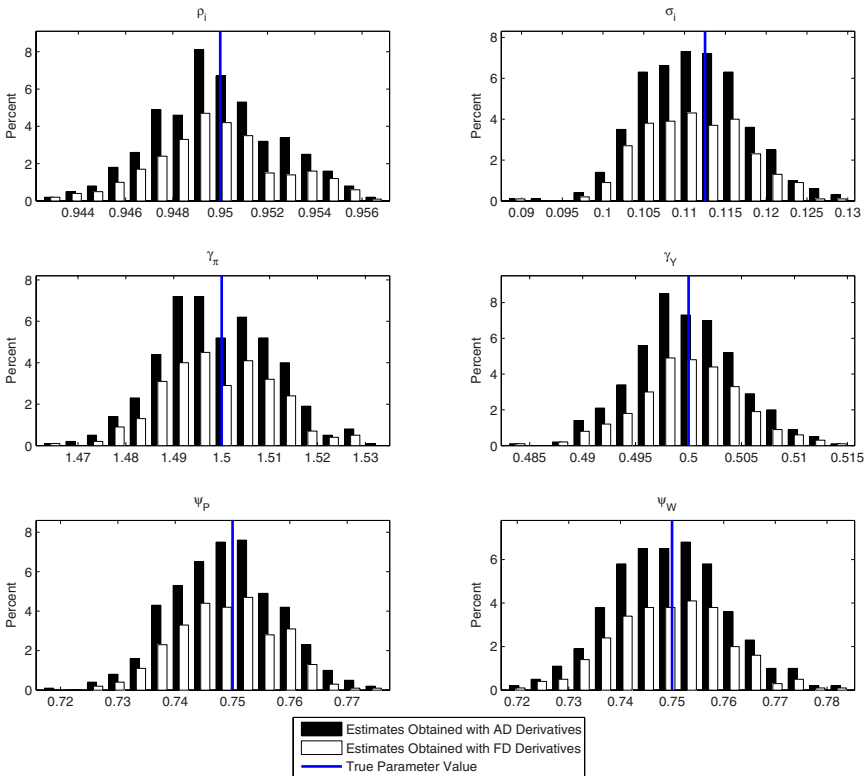 ρ_i
Percent
8
6
4
2
0
0.944 0.946 0.948 0.95 0.952 0.954 0.956
σ_i
Percent
8
6
4
2
0
0.09 0.095 0.1 0.105 0.11 0.115 0.12 0.125 0.13
γ_π
Percent
8
6
4
2
0
1.47 1.48 1.49 1.5 1.51 1.52 1.53
γ_Y
Percent
8
6
4
2
0
0.485 0.49 0.495 0.5 0.505 0.51 0.515
ψ_P
Percent
8
6
4
2
0
0.72 0.73 0.74 0.75 0.76 0.77
ψ_W
Percent
6
4
2
0
0.72 0.73 0.74 0.75 0.76 0.77 0.78
Estimates Obtained with AD Derivatives
Estimates Obtained with FD Derivatives
True Parameter Value